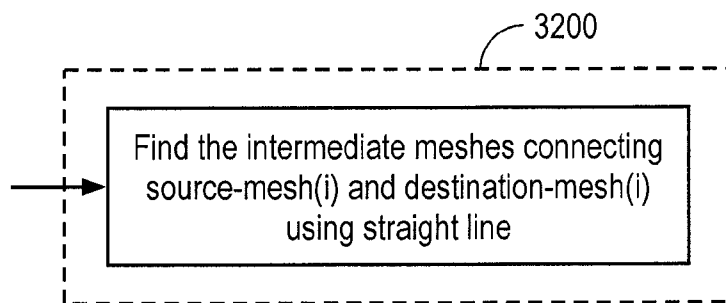 3200
Find the intermediate meshes connecting
source-mesh(i) and destination-mesh(i)
using straight line